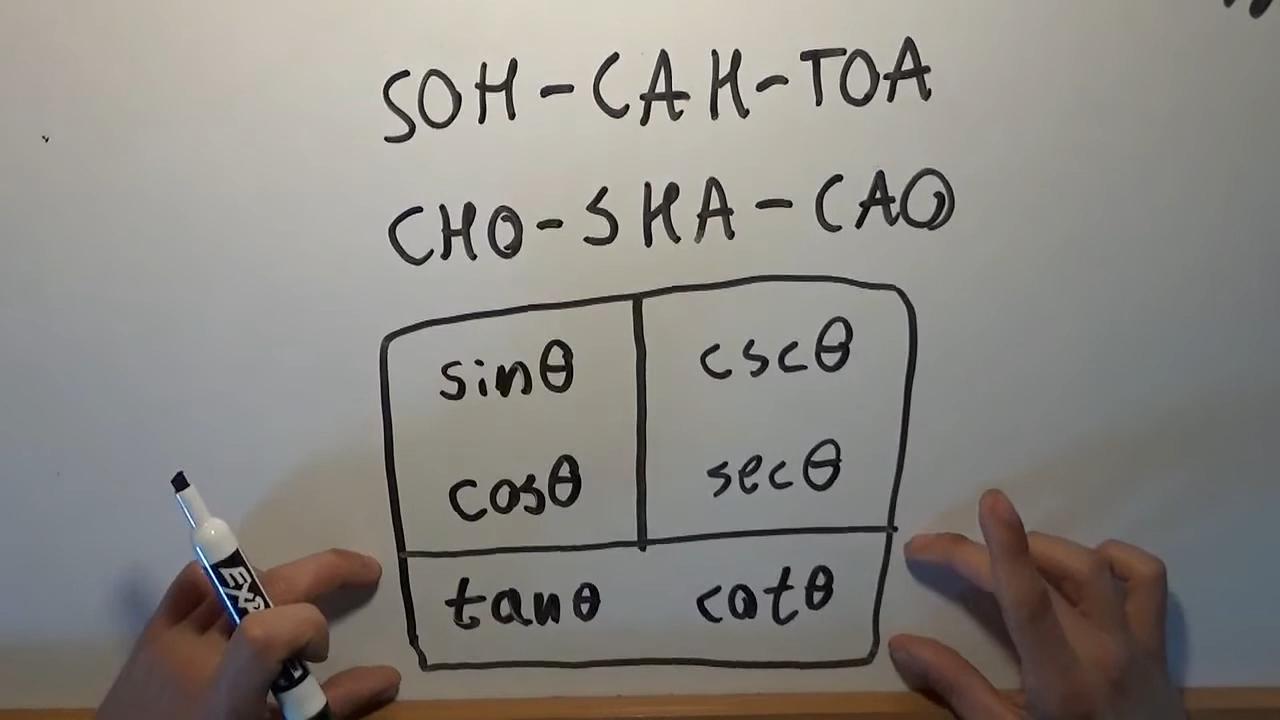 SOH-CAH-TOA
CHO-SHA-CAO
sinθ cscθ
cosθ secθ
tanθ cotθ